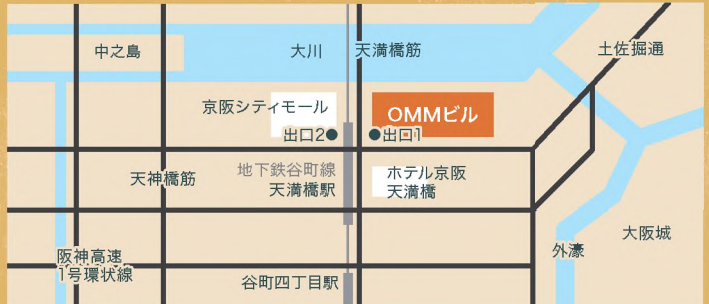 中之島
大川
天満橋筋
土佐堀通
京阪シティモール
OMMビル
出口2
出口1
地下鉄谷町線
天満橋駅
ホテル京阪
天満橋
天神橋筋
大阪城
外濠
阪神高速
1号環状線
谷町四丁目駅